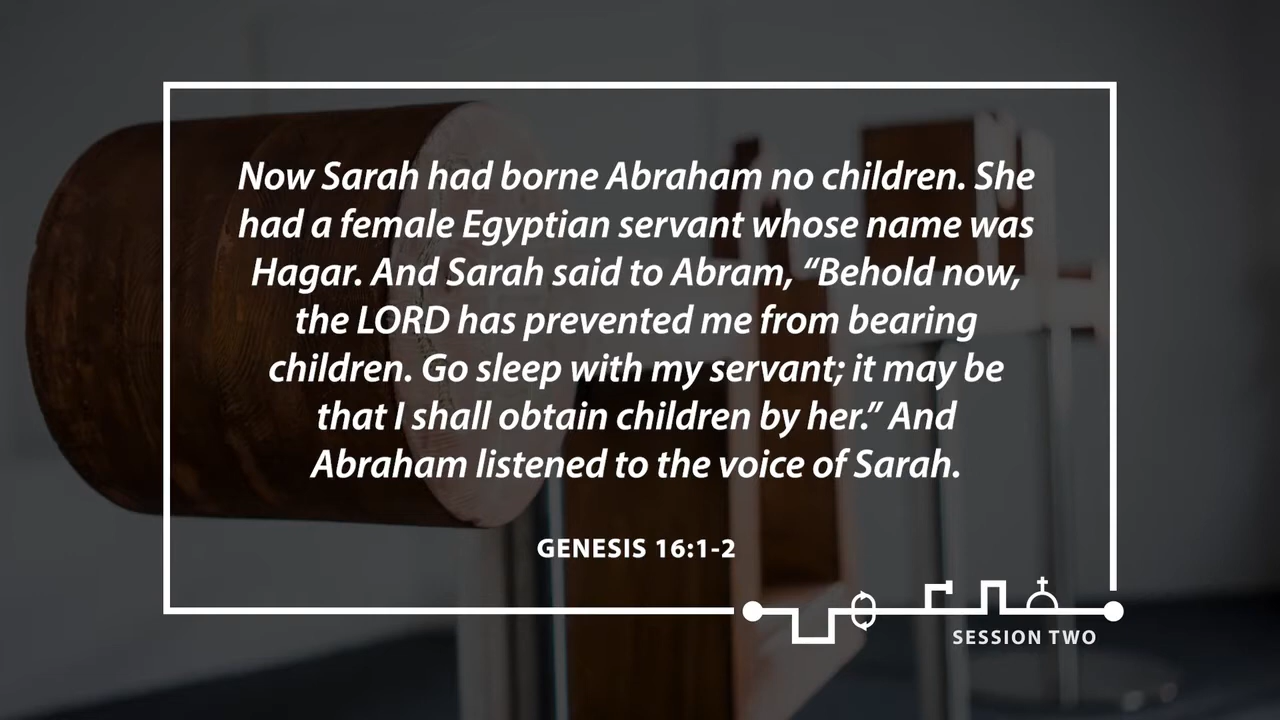 Now Sarah had borne Abraham no children. She
had a female Egyptian servant whose name was
Hagar. And Sarah said to Abram, “Behold now,
the LORD has prevented me from bearing
children. Go sleep with my servant; it may be
that I shall obtain children by her.” And
Abraham listened to the voice of Sarah.
GENESIS 16:1-2
SESSION TWO